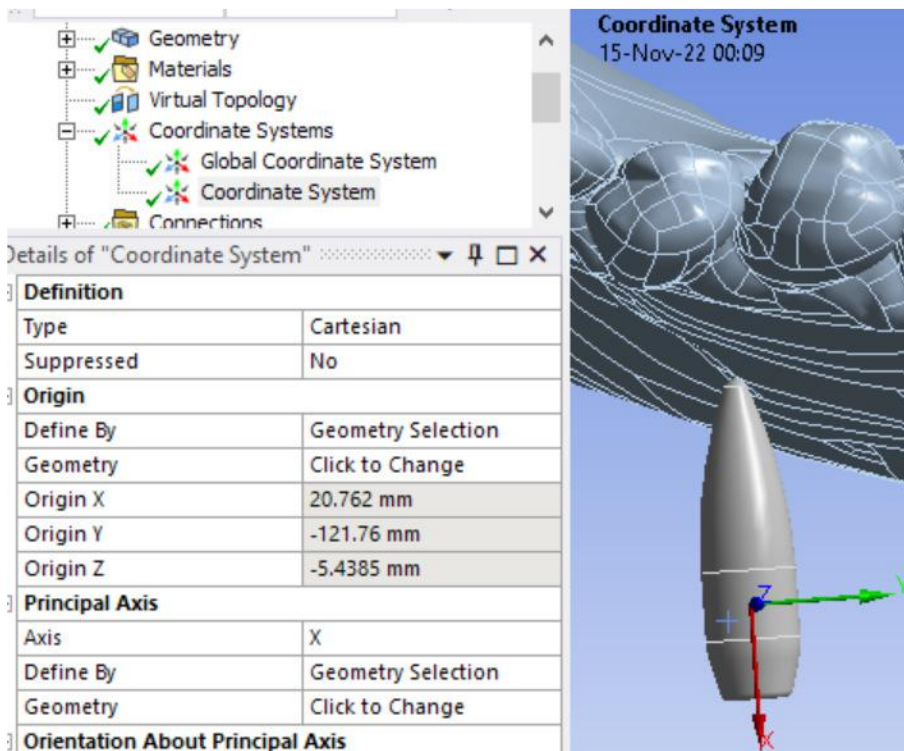 Geometry
Materials
Virtual Topology
Coordinate Systems
Global Coordinate System
Coordinate System
Connections
Details of "Coordinate System"
Definition
Type Cartesian
Suppressed No
Origin
Define By Geometry Selection
Geometry Click to Change
Origin X 20.762 mm
Origin Y -121.76 mm
Origin Z -5.4385 mm
Principal Axis
Axis X
Define By Geometry Selection
Geometry Click to Change
Orientation About Principal Axis
Coordinate System
15-Nov-22 00:09
Z
Y
X